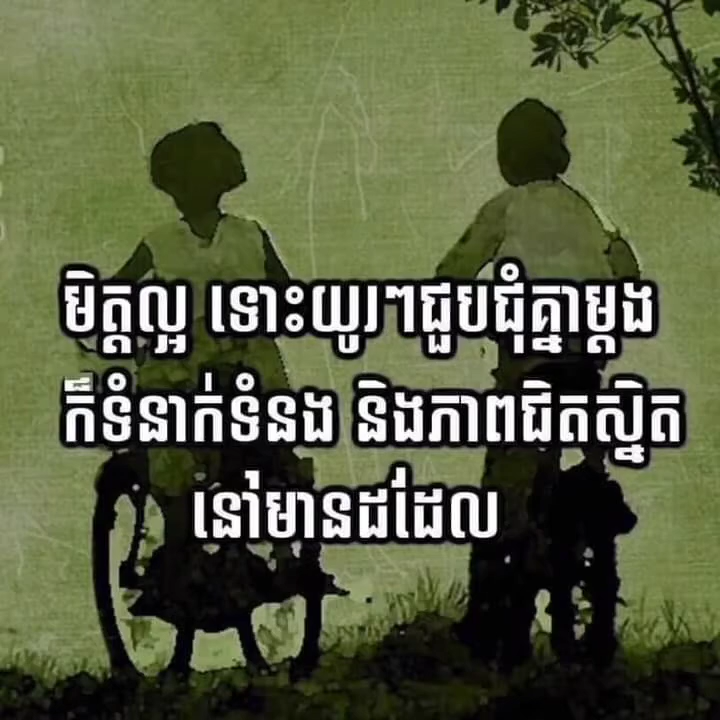 មិត្តល្អ ទោះយូរៗជួបជុំគ្នាម្ដង
ក៏ទំនាក់ទំនង និងភាពជិតស្និត
នៅមានដដែល